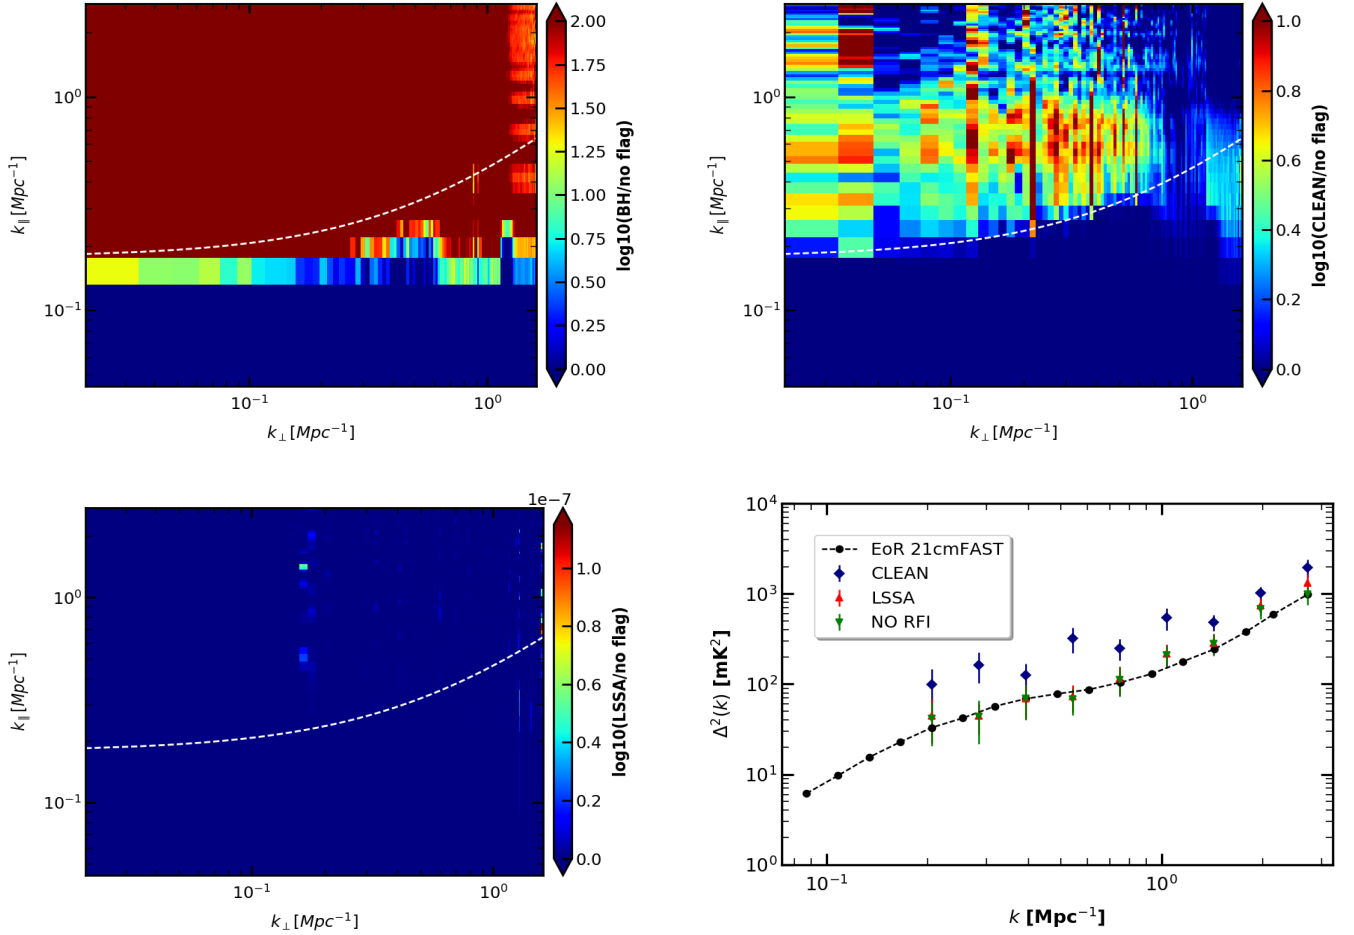 2.00
1.75
1.50
1.25
1.00
0.75
0.50
0.25
0.00
log10(BH/no flag)
10⁰
10⁻¹
k∥ [Mpc⁻¹]
10⁻¹ 10⁰
k⊥ [Mpc⁻¹]
1.0
0.8
0.6
0.4
0.2
0.0
log10(CLEAN/no flag)
10⁰
10⁻¹
k∥ [Mpc⁻¹]
10⁻¹ 10⁰
k⊥ [Mpc⁻¹]
1e−7
1.0
0.8
0.6
0.4
0.2
0.0
log10(LSSA/no flag)
10⁰
10⁻¹
k∥ [Mpc⁻¹]
10⁻¹ 10⁰
k⊥ [Mpc⁻¹]
10⁴
10³
10²
10¹
10⁰
Δ²(k) [mK²]
EoR 21cmFAST
CLEAN
LSSA
NO RFI
10⁻¹ 10⁰
k [Mpc⁻¹]